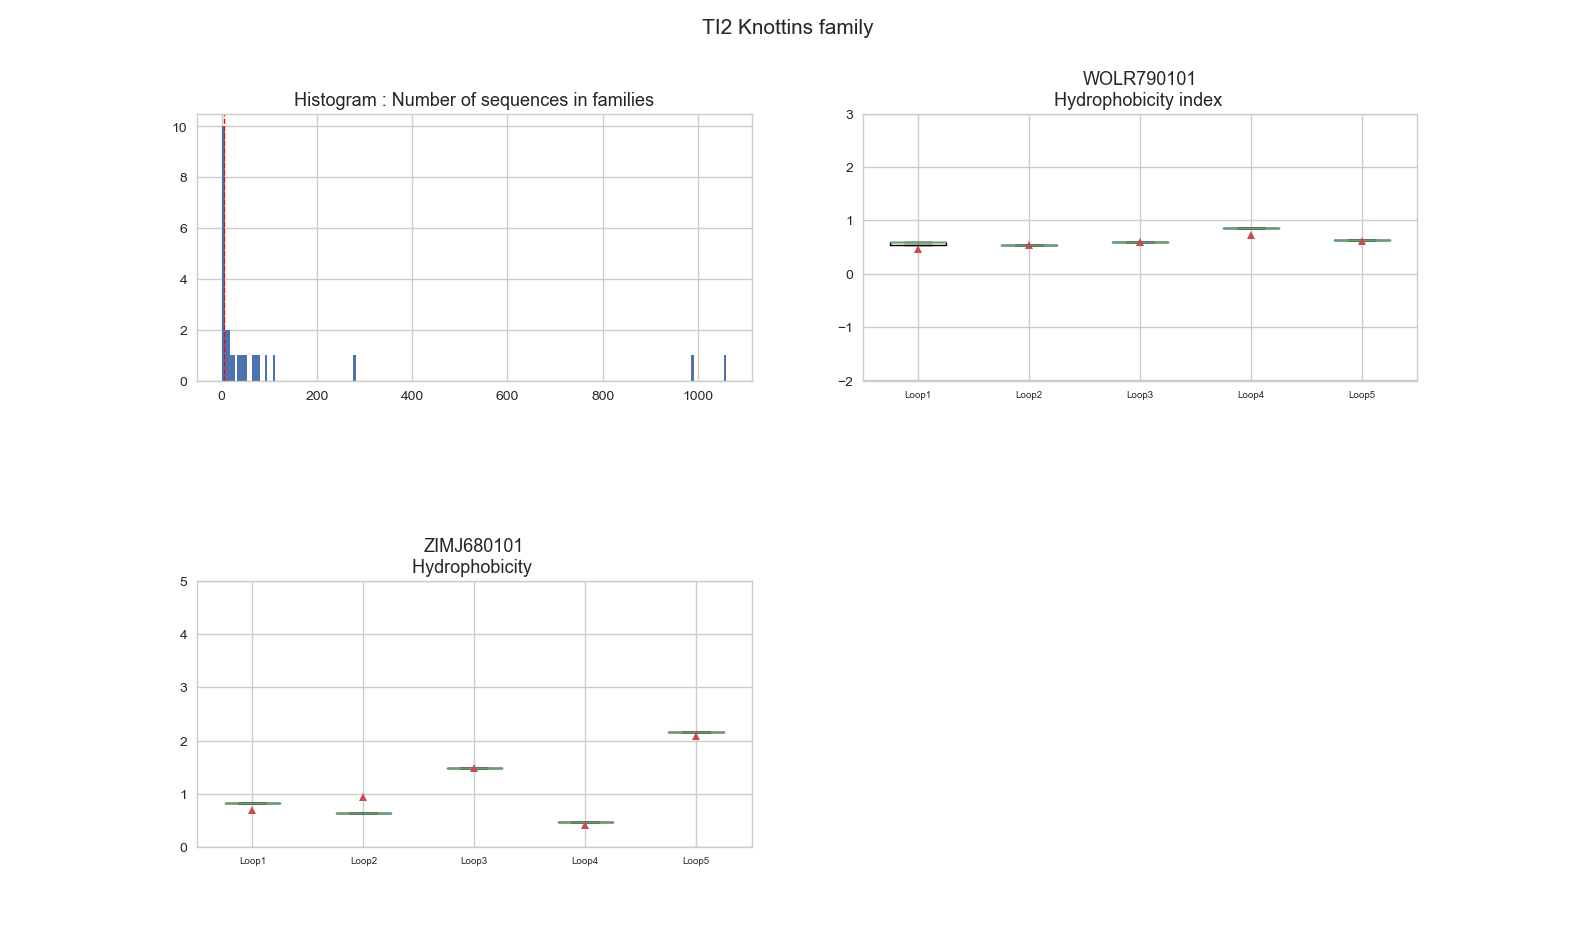 TI2 Knottins family
Histogram : Number of sequences in families
10
8
6
4
2
0
0 200 400 600 800 1000
WOLR790101
Hydrophobicity index
3
2
1
0
−1
−2
Loop1 Loop2 Loop3 Loop4 Loop5
ZIMJ680101
Hydrophobicity
5
4
3
2
1
0
Loop1 Loop2 Loop3 Loop4 Loop5